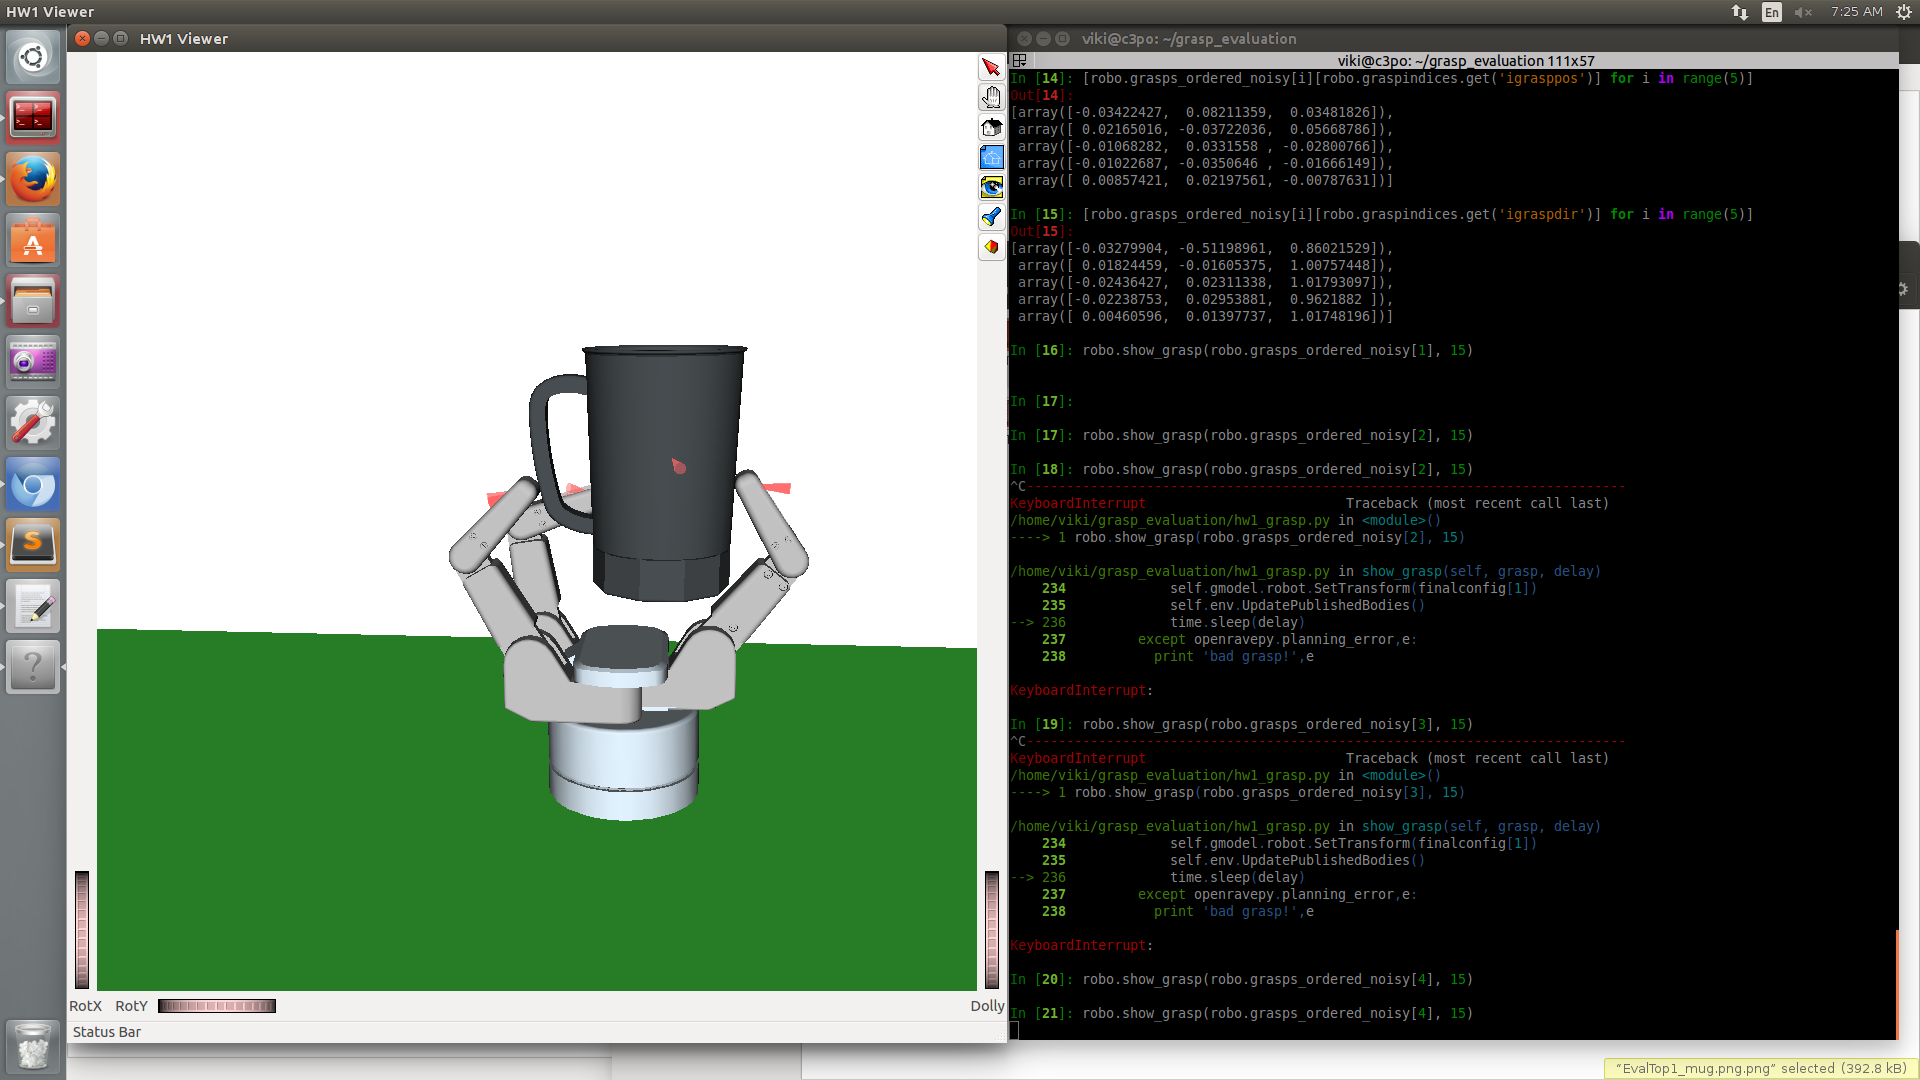 HW1 Viewer
En
7:25 AM
HW1 Viewer
RotX RotY
Dolly
Status Bar
viki@c3po: ~/grasp_evaluation
viki@c3po: ~/grasp_evaluation 111x57
In [14]: [robo.grasps_ordered_noisy[i][robo.graspindices.get('igrasppos')] for i in range(5)]
Out[14]:
[array([-0.03422427,  0.08211359,  0.03481826]),
 array([ 0.02165016, -0.03722036,  0.05668786]),
 array([-0.01068282,  0.0331558 , -0.02800766]),
 array([-0.01022687, -0.0350646 , -0.01666149]),
 array([ 0.00857421,  0.02197561, -0.00787631])]
In [15]: [robo.grasps_ordered_noisy[i][robo.graspindices.get('igraspdir')] for i in range(5)]
Out[15]:
[array([-0.03279904, -0.51198961,  0.86021529]),
 array([ 0.01824459, -0.01605375,  1.00757448]),
 array([-0.02436427,  0.02311338,  1.01793097]),
 array([-0.02238753,  0.02953881,  0.9621882 ]),
 array([ 0.00460596,  0.01397737,  1.01748196])]
In [16]: robo.show_grasp(robo.grasps_ordered_noisy[1], 15)
In [17]:
In [17]: robo.show_grasp(robo.grasps_ordered_noisy[2], 15)
In [18]: robo.show_grasp(robo.grasps_ordered_noisy[2], 15)
^C---------------------------------------------------------------------------
KeyboardInterrupt                         Traceback (most recent call last)
/home/viki/grasp_evaluation/hw1_grasp.py in <module>()
----> 1 robo.show_grasp(robo.grasps_ordered_noisy[2], 15)
/home/viki/grasp_evaluation/hw1_grasp.py in show_grasp(self, grasp, delay)
    234             self.gmodel.robot.SetTransform(finalconfig[1])
    235             self.env.UpdatePublishedBodies()
--> 236             time.sleep(delay)
    237         except openravepy.planning_error,e:
    238           print 'bad grasp!',e
KeyboardInterrupt:
In [19]: robo.show_grasp(robo.grasps_ordered_noisy[3], 15)
^C---------------------------------------------------------------------------
KeyboardInterrupt                         Traceback (most recent call last)
/home/viki/grasp_evaluation/hw1_grasp.py in <module>()
----> 1 robo.show_grasp(robo.grasps_ordered_noisy[3], 15)
/home/viki/grasp_evaluation/hw1_grasp.py in show_grasp(self, grasp, delay)
    234             self.gmodel.robot.SetTransform(finalconfig[1])
    235             self.env.UpdatePublishedBodies()
--> 236             time.sleep(delay)
    237         except openravepy.planning_error,e:
    238           print 'bad grasp!',e
KeyboardInterrupt:
In [20]: robo.show_grasp(robo.grasps_ordered_noisy[4], 15)
In [21]: robo.show_grasp(robo.grasps_ordered_noisy[4], 15)
"EvalTop1_mug.png.png" selected (392.8 kB)